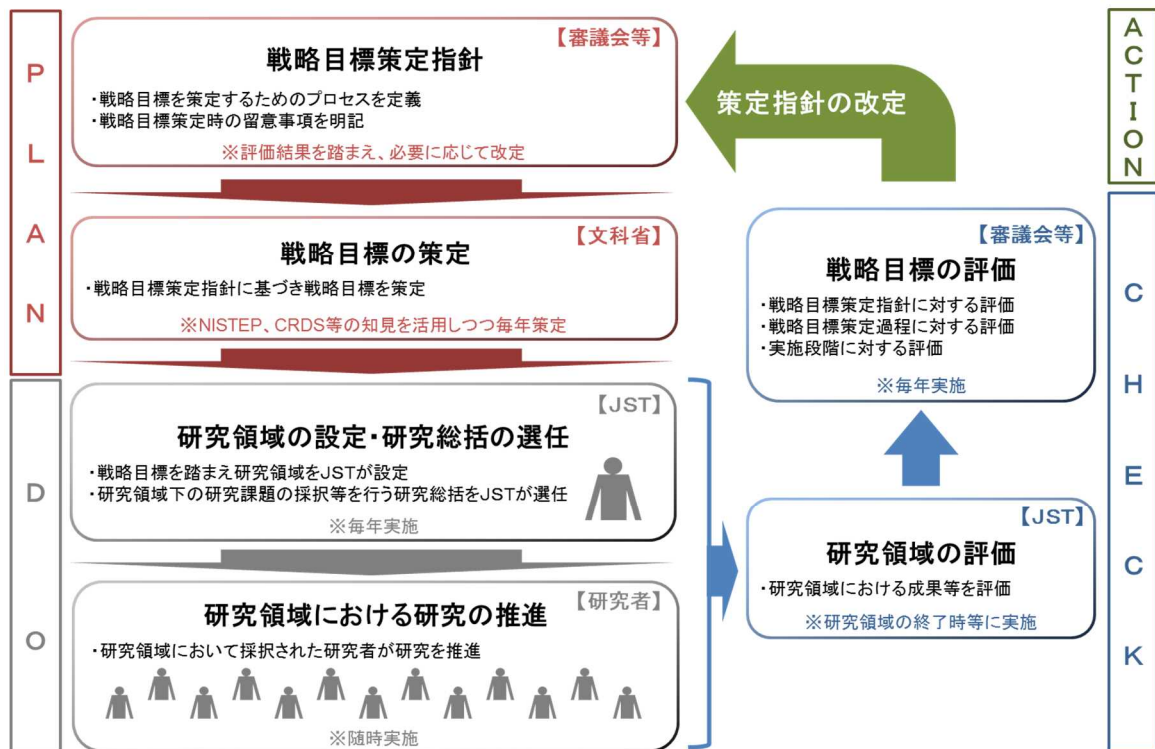 PLAN
【審議会等】
戦略目標策定指針
・戦略目標を策定するためのプロセスを定義
・戦略目標策定時の留意事項を明記
※評価結果を踏まえ、必要に応じて改定
【文科省】
戦略目標の策定
・戦略目標策定指針に基づき戦略目標を策定
※NISTEP、CRDS等の知見を活用しつつ毎年策定
DO
【JST】
研究領域の設定・研究総括の選任
・戦略目標を踏まえ研究領域をJSTが設定
・研究領域下の研究課題の採択等を行う研究総括をJSTが選任
※毎年実施
【研究者】
研究領域における研究の推進
・研究領域において採択された研究者が研究を推進
※随時実施
CHECK
【JST】
研究領域の評価
・研究領域における成果等を評価
※研究領域の終了時等に実施
【審議会等】
戦略目標の評価
・戦略目標策定指針に対する評価
・戦略目標策定過程に対する評価
・実施段階に対する評価
※毎年実施
ACTION
策定指針の改定